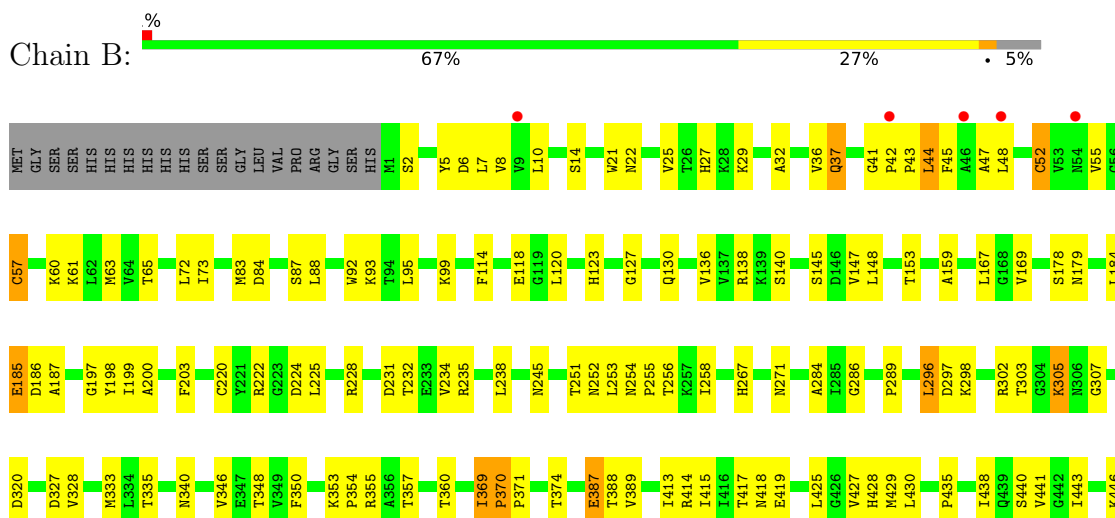 %
Chain B:
67% 27% • 5%
MET GLY SER SER HIS HIS HIS HIS HIS HIS SER SER GLY LEU VAL PRO ARG GLY SER HIS M1 S2 Y5 D6 L7 V8 V9 L10 S14 W21 N22 V25 T26 H27 K28 K29 A32 V36 Q37 G41 P42 P43 L44 F45 A46 A47 L48 C52 V53 N54 V55 G56
C57 K60 K61 L62 M63 V64 T65 L72 I73 M83 D84 S87 L88 W92 K93 T94 L95 K99 F114 E118 G119 L120 H123 G127 Q130 V136 V137 R138 K139 S140 S145 D146 V147 L148 T153 A159 L167 G168 V169 S178 N179 L184
E185 D186 A187 G197 Y198 I199 A200 F203 C220 Y221 R222 G223 D224 L225 R228 D231 T232 E233 V234 R235 L238 N245 T251 N252 L253 N254 P255 T256 K257 I258 H267 N271 A284 I285 G286 P289 L296 D297 K298 R302 T303 G304 K305 N306 G307
D320 D327 V328 M333 L334 T335 N340 V346 E347 T348 V349 F350 K353 P354 R355 A356 T357 T360 I369 P370 P371 T374 E387 T388 V389 I413 R414 I415 I416 T417 N418 E419 L425 G426 V427 H428 M429 L430 P435 I438 Q439 S440 V441 G442 I443